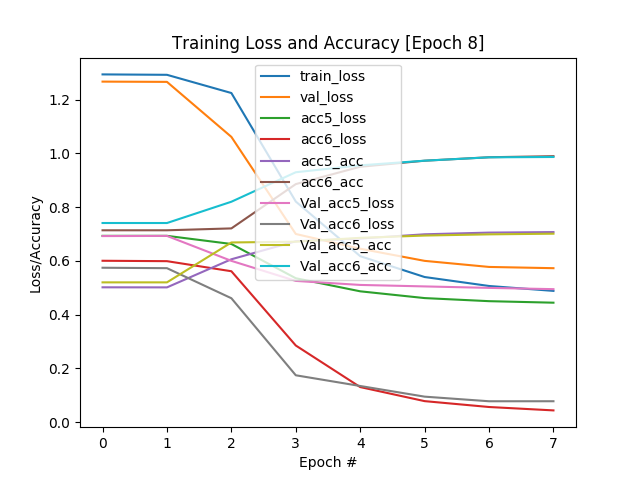 Training Loss and Accuracy [Epoch 8]
Loss/Accuracy
1.2
1.0
0.8
0.6
0.4
0.2
0.0
train_loss
val_loss
acc5_loss
acc6_loss
acc5_acc
acc6_acc
Val_acc5_loss
Val_acc6_loss
Val_acc5_acc
Val_acc6_acc
0 1 2 3 4 5 6 7
Epoch #